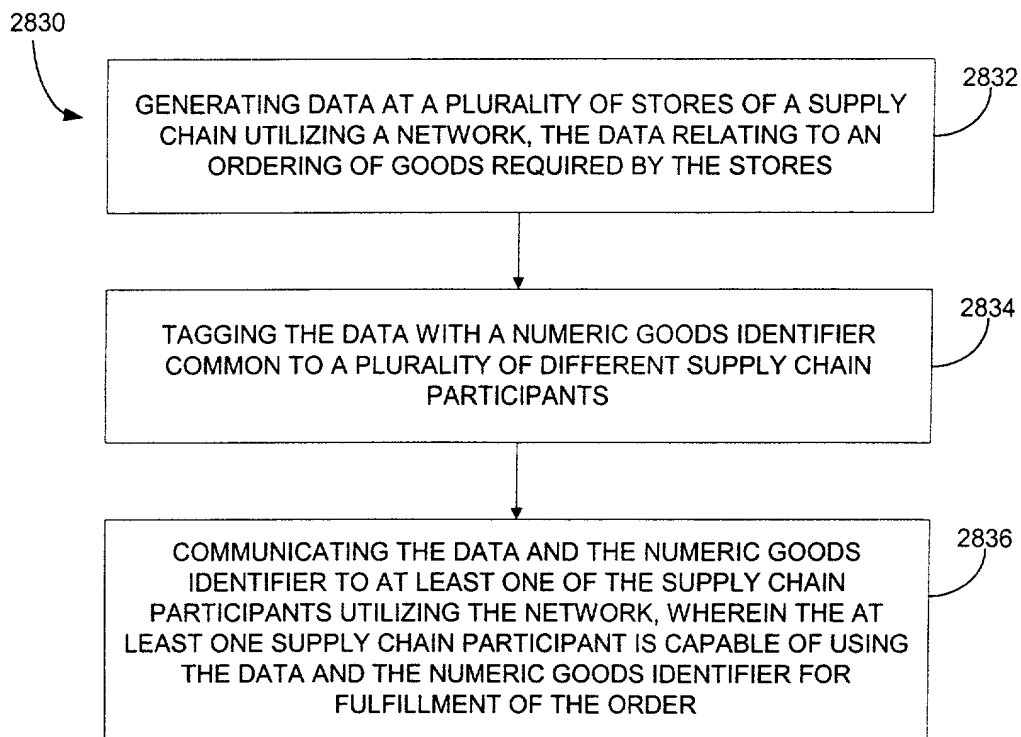 2830
2832
GENERATING DATA AT A PLURALITY OF STORES OF A SUPPLY
CHAIN UTILIZING A NETWORK, THE DATA RELATING TO AN
ORDERING OF GOODS REQUIRED BY THE STORES
2834
TAGGING THE DATA WITH A NUMERIC GOODS IDENTIFIER
COMMON TO A PLURALITY OF DIFFERENT SUPPLY CHAIN
PARTICIPANTS
2836
COMMUNICATING THE DATA AND THE NUMERIC GOODS
IDENTIFIER TO AT LEAST ONE OF THE SUPPLY CHAIN
PARTICIPANTS UTILIZING THE NETWORK, WHEREIN THE AT
LEAST ONE SUPPLY CHAIN PARTICIPANT IS CAPABLE OF USING
THE DATA AND THE NUMERIC GOODS IDENTIFIER FOR
FULFILLMENT OF THE ORDER